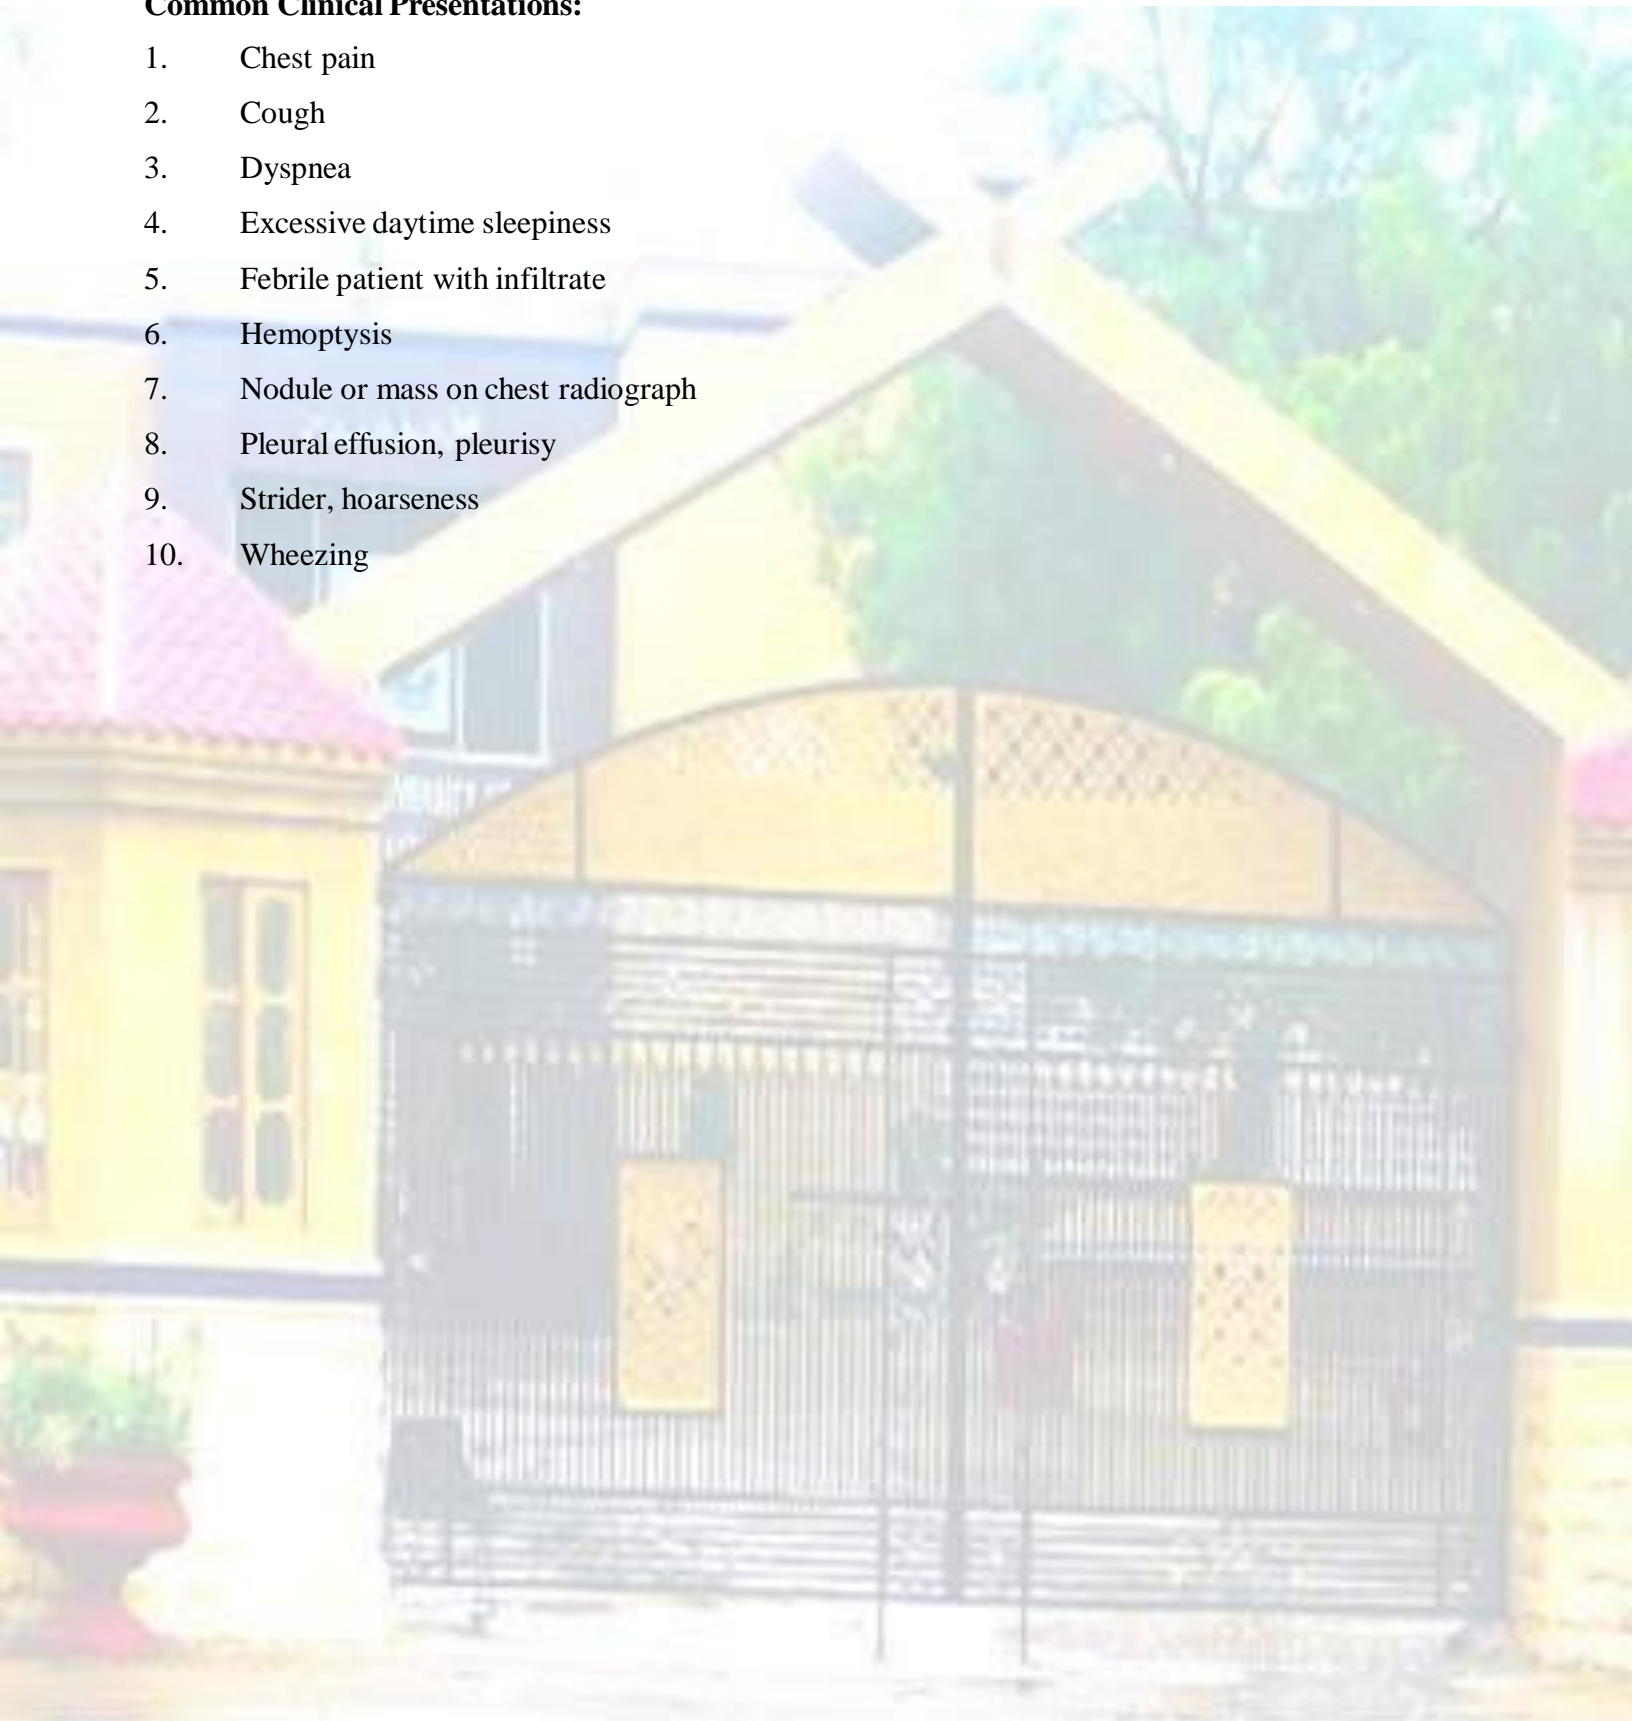 Common Clinical Presentations:
1. Chest pain
2. Cough
3. Dyspnea
4. Excessive daytime sleepiness
5. Febrile patient with infiltrate
6. Hemoptysis
7. Nodule or mass on chest radiograph
8. Pleural effusion, pleurisy
9. Strider, hoarseness
10. Wheezing